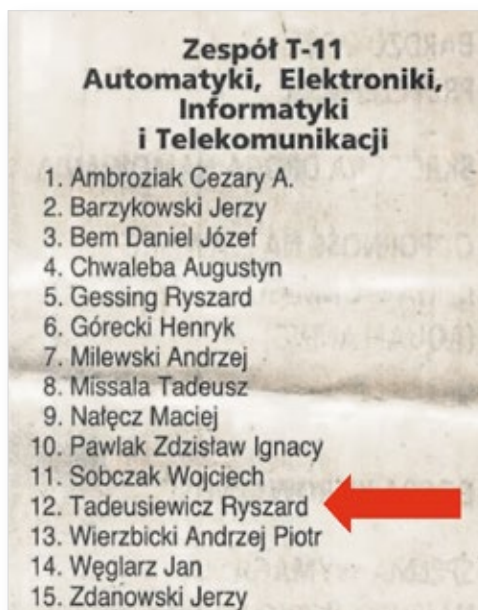 Zespół T-11
Automatyki, Elektroniki,
Informatyki
i Telekomunikacji
1. Ambroziak Cezary A.
2. Barzykowski Jerzy
3. Bem Daniel Józef
4. Chwaleba Augustyn
5. Gessing Ryszard
6. Górecki Henryk
7. Milewski Andrzej
8. Missala Tadeusz
9. Nałęcz Maciej
10. Pawlak Zdzisław Ignacy
11. Sobczak Wojciech
12. Tadeusiewicz Ryszard
13. Wierzbicki Andrzej Piotr
14. Węglarz Jan
15. Zdanowski Jerzy